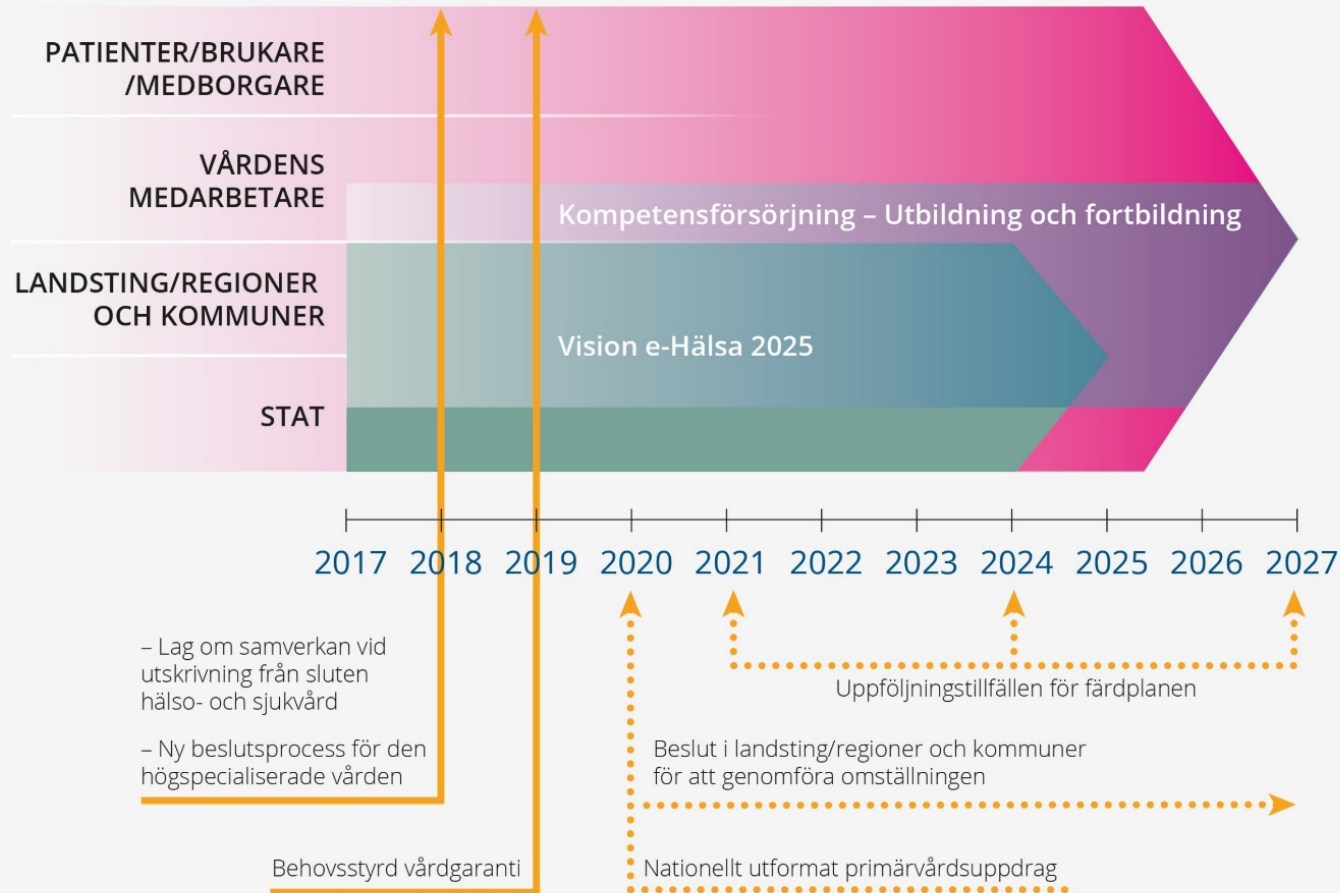 PATIENTER/BRUKARE
/MEDBORGARE
VÅRDENS
MEDARBETARE
Kompetensförsörjning – Utbildning och fortbildning
LANDSTING/REGIONER
OCH KOMMUNER
Vision e-Hälsa 2025
STAT
2017 2018 2019 2020 2021 2022 2023 2024 2025 2026 2027
– Lag om samverkan vid
utskrivning från sluten
hälso- och sjukvård
– Ny beslutsprocess för den
högspecialiserade vården
Uppföljningstillfällen för färdplanen
Beslut i landsting/regioner och kommuner
för att genomföra omställningen
Behovsstyrd vårdgaranti
Nationellt utformat primärvårdsuppdrag